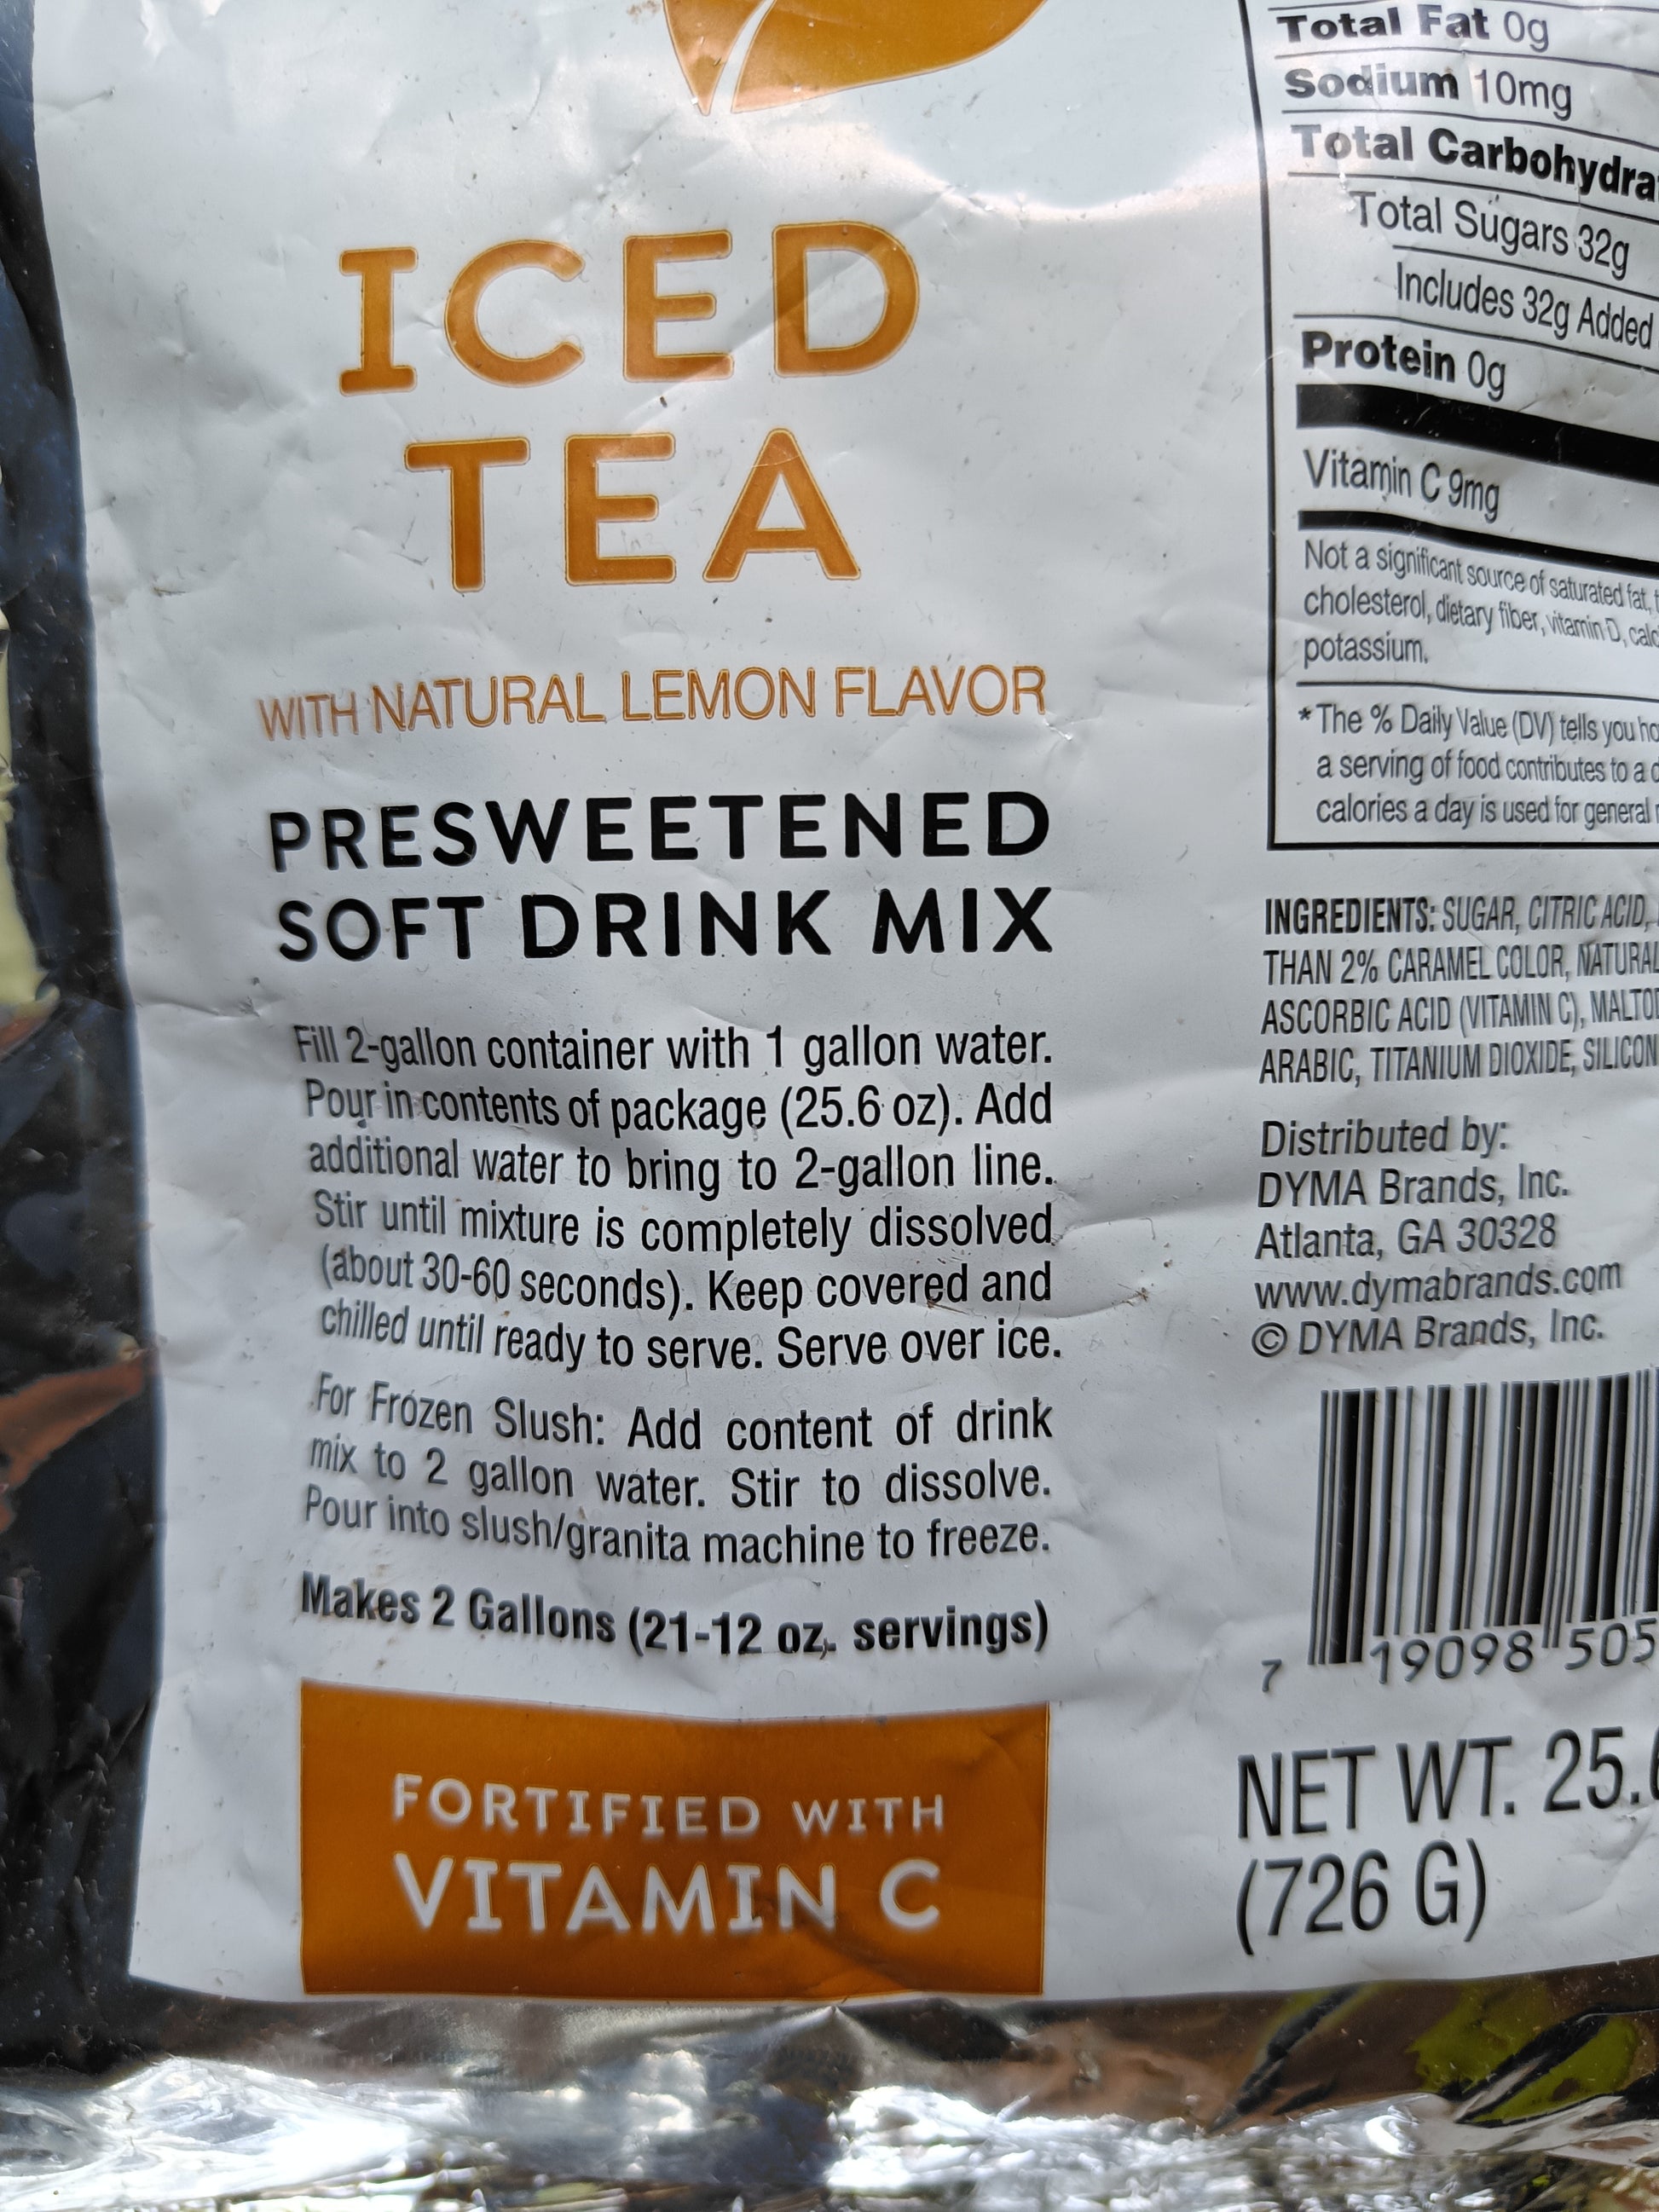 ICED
TEA
WITH NATURAL LEMON FLAVOR
PRESWEETENED
SOFT DRINK MIX
Fill 2-gallon container with 1 gallon water.
Pour in contents of package (25.6 oz). Add
additional water to bring to 2-gallon line.
Stir until mixture is completely dissolved
(about 30-60 seconds). Keep covered and
chilled until ready to serve. Serve over ice.
For Frozen Slush: Add content of drink
mix to 2 gallon water. Stir to dissolve.
Pour into slush/granita machine to freeze.
Makes 2 Gallons (21-12 oz. servings)
FORTIFIED WITH
VITAMIN C
Total Fat 0g
Sodium 10mg
Total
Total Sugars 32g
Includes 32g Added
Protein 0g
Vitamin C 9mg
Not a significant source of saturated fat,
cholesterol, dietary fiber, vitamin D,
potassium.
* The % Daily Value (DV) tells you
a serving of food contributes to a
calories a day is used for general
INGREDIENTS: SUGAR, CITRIC ACID,
THAN 2% CARAMEL COLOR, NATURAL
ASCORBIC ACID (VITAMIN C),
ARABIC, TITANIUM DIOXIDE,
Distributed by:
DYMA Brands, Inc.
Atlanta, GA 30328
www.dymabrands.com
© DYMA Brands, Inc.
7 19098 505
NET WT. 25.6
(726 G)